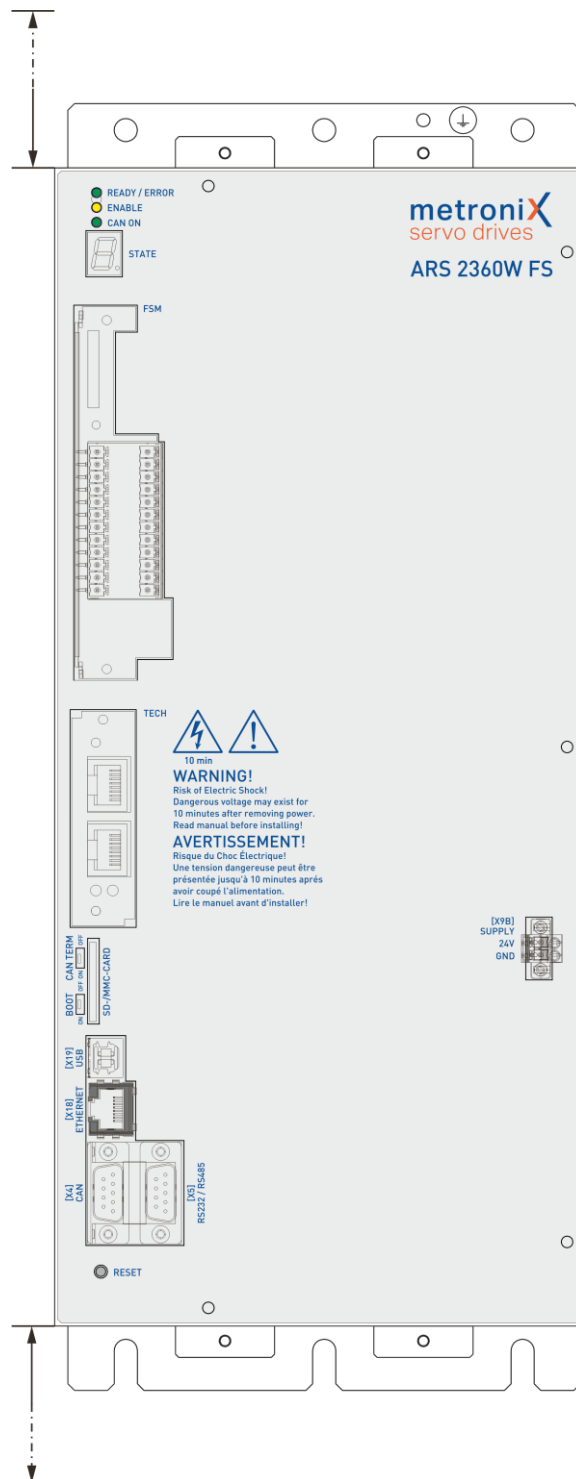 READY / ERROR
ENABLE
CAN ON
STATE
metroniX
servo drives
ARS 2360W FS
FSM
TECH
10 min
WARNING!
Risk of Electric Shock!
Dangerous voltage may exist for
10 minutes after removing power.
Read manual before installing!
AVERTISSEMENT!
Risque du Choc Électrique!
Une tension dangereuse peut être
présentée jusqu'à 10 minutes aprés
avoir coupé l'alimentation.
Lire le manuel avant d'installer!
[X9B]
SUPPLY
24V
GND
CAN TERM
ON OFF
BOOT
ON OFF
SD-/MMC-CARD
[X19]
USB
[X18]
ETHERNET
[X4]
CAN
[X5]
RS232 / RS485
RESET